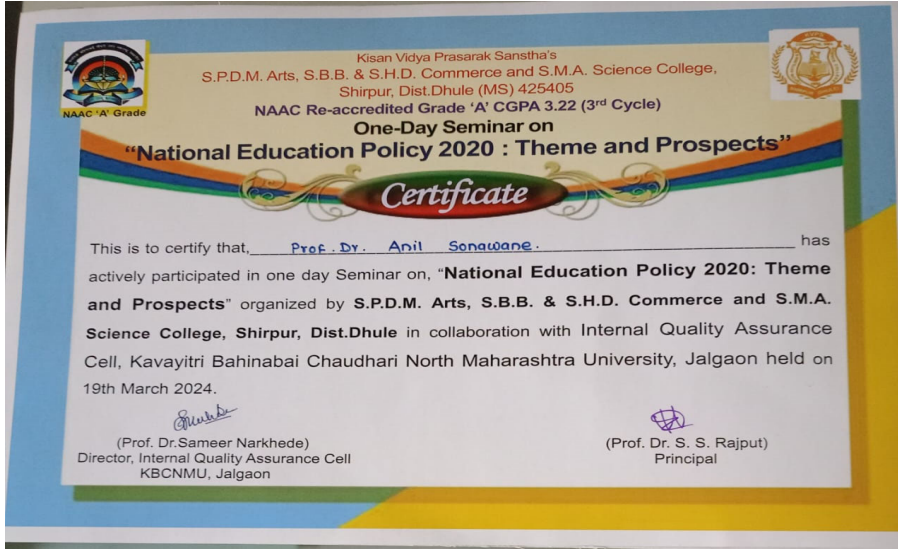 Kisan Vidya Prasarak Sanstha's
S.P.D.M. Arts, S.B.B. & S.H.D. Commerce and S.M.A. Science College,
Shirpur, Dist.Dhule (MS) 425405
NAAC 'A' Grade
NAAC Re-accredited Grade 'A' CGPA 3.22 (3rd Cycle)
One-Day Seminar on
"National Education Policy 2020 : Theme and Prospects"
Certificate
This is to certify that, Prof. Dr. Anil Sonawane. has
actively participated in one day Seminar on, "National Education Policy 2020: Theme
and Prospects" organized by S.P.D.M. Arts, S.B.B. & S.H.D. Commerce and S.M.A.
Science College, Shirpur, Dist.Dhule in collaboration with Internal Quality Assurance
Cell, Kavayitri Bahinabai Chaudhari North Maharashtra University, Jalgaon held on
19th March 2024.
(Prof. Dr.Sameer Narkhede)
Director, Internal Quality Assurance Cell
KBCNMU, Jalgaon
(Prof. Dr. S. S. Rajput)
Principal